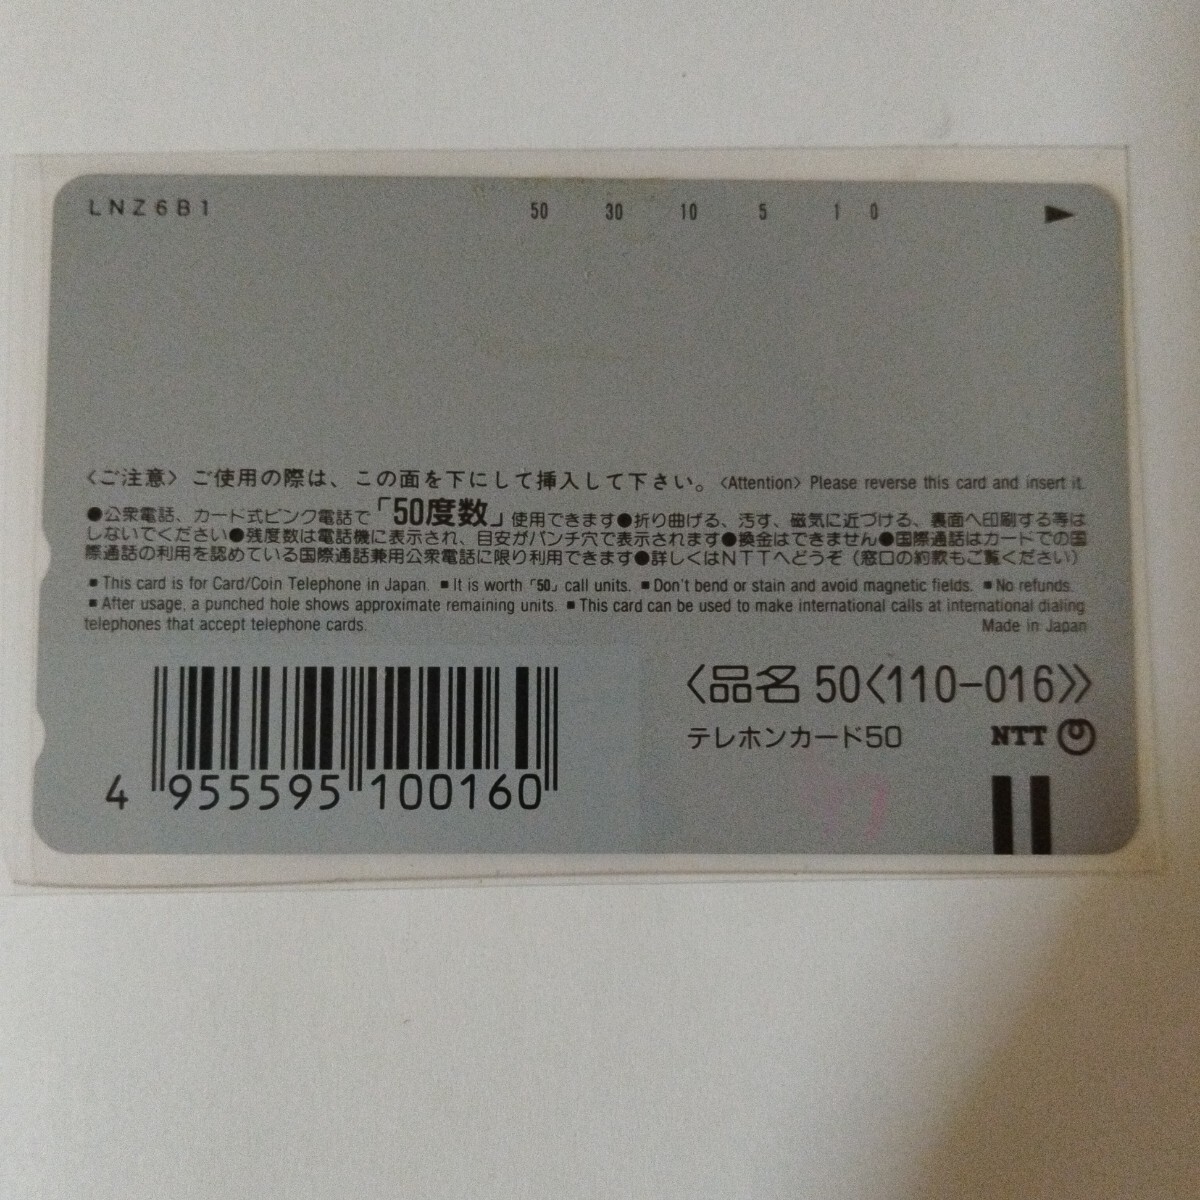 LNZ6B1 50 30 10 5 1 0 ▶
〈ご注意〉ご使用の際は、この面を下にして挿入して下さい。〈Attention〉 Please reverse this card and insert it.
●公衆電話、カード式ピンク電話で「50度数」使用できます●折り曲げる、汚す、磁気に近づける、裏面へ印刷する等は
しないでください●残度数は電話機に表示され、目安がパンチ穴で表示されます●換金はできません●国際通話はカードでの国
際通話の利用を認めている国際通話兼用公衆電話に限り利用できます●詳しくはNTTへどうぞ（窓口の約款もご覧ください）
■ This card is for Card/Coin Telephone in Japan. ■ It is worth「50」call units. ■ Don't bend or stain and avoid magnetic fields. ■ No refunds.
■ After usage, a punched hole shows approximate remaining units. ■ This card can be used to make international calls at international dialing
telephones that accept telephone cards. Made in Japan
〈品名 50〈110-016〉〉
テレホンカード50 NTT
4 955595 100160